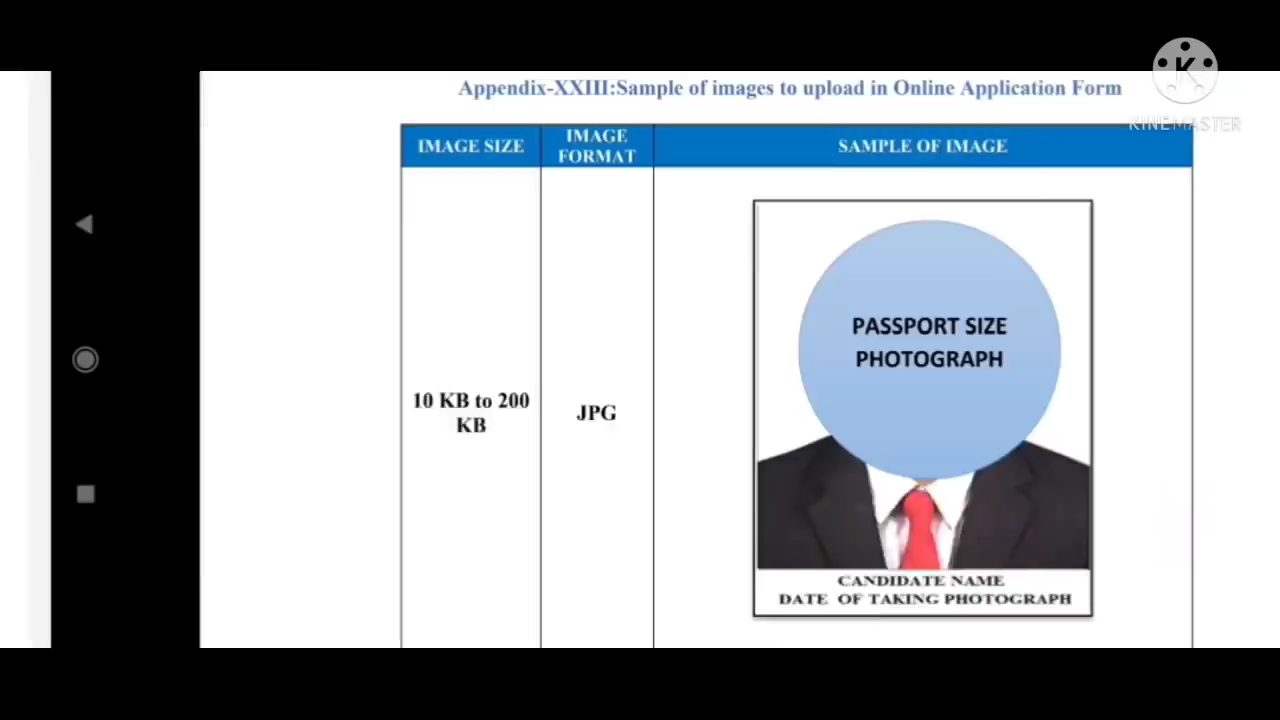 Appendix-XXIII:Sample of images to upload in Online Application Form
K
KINEMASTER
IMAGE SIZE
IMAGE
FORMAT
SAMPLE OF IMAGE
10 KB to 200
KB
JPG
PASSPORT SIZE
PHOTOGRAPH
CANDIDATE NAME
DATE OF TAKING PHOTOGRAPH